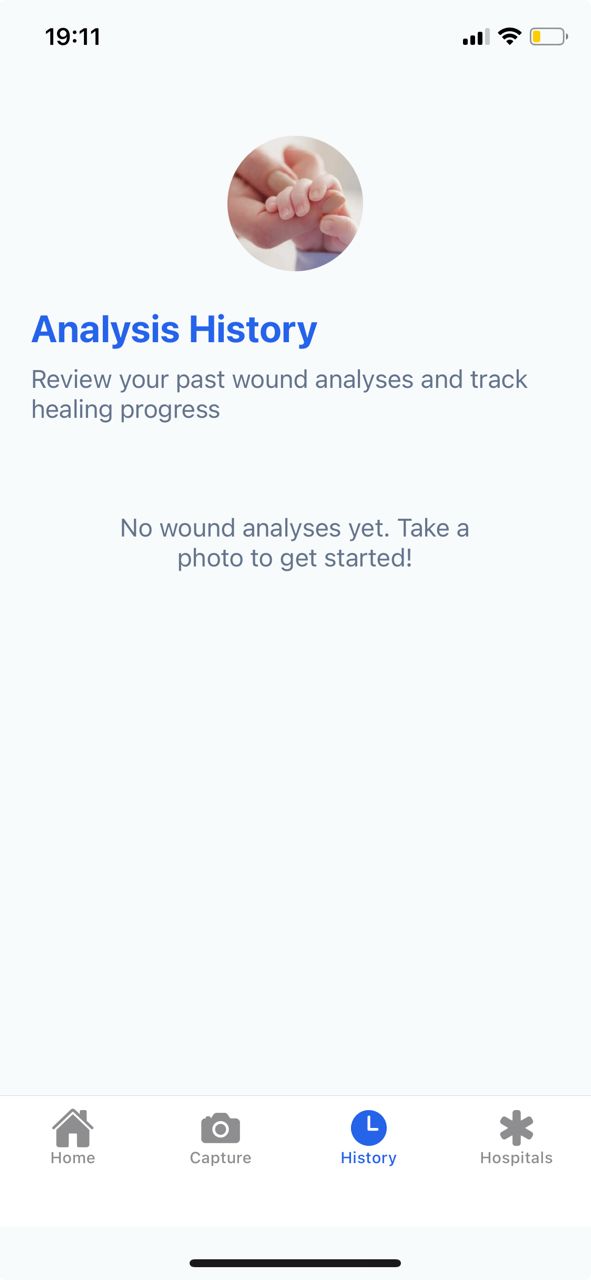 19:11
Analysis History
Review your past wound analyses and track
healing progress
No wound analyses yet. Take a
photo to get started!
Home
Capture
History
Hospitals